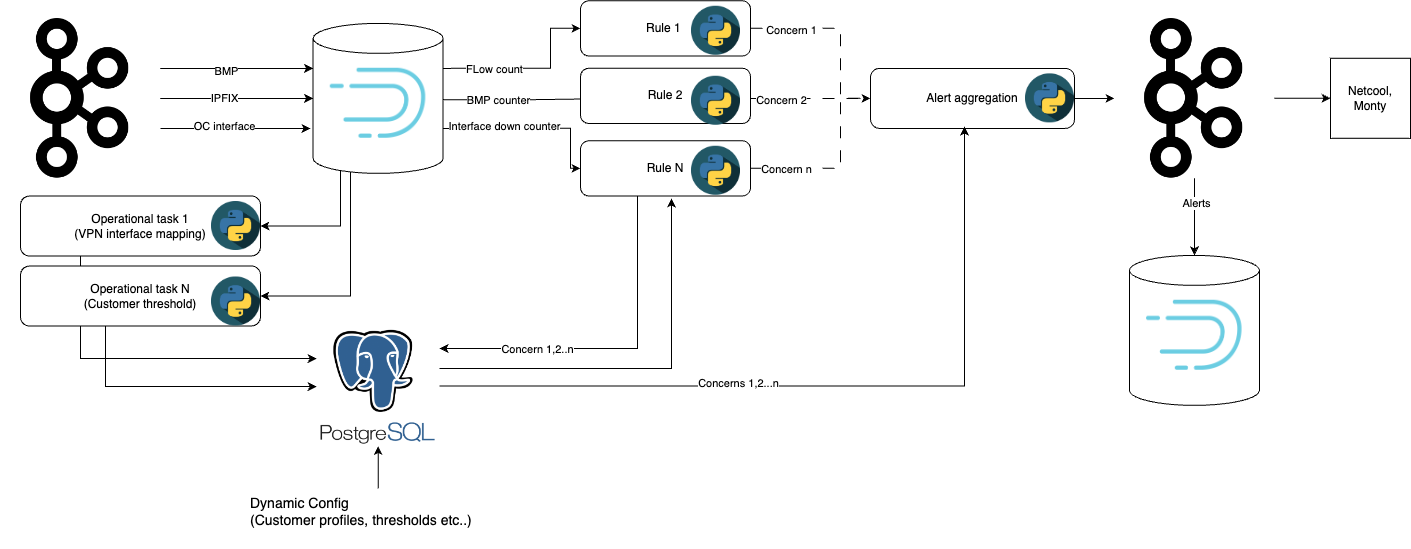 BMP
IPFIX
OC interface
FLow count
BMP counter
Interface down counter
Rule 1
Rule 2
Rule N
Concern 1
Concern 2
Concern n
Alert aggregation
Netcool,
Monty
Alerts
Operational task 1
(VPN interface mapping)
Operational task N
(Customer threshold)
Concern 1,2..n
Concerns 1,2...n
PostgreSQL
Dynamic Config
(Customer profiles, thresholds etc..)